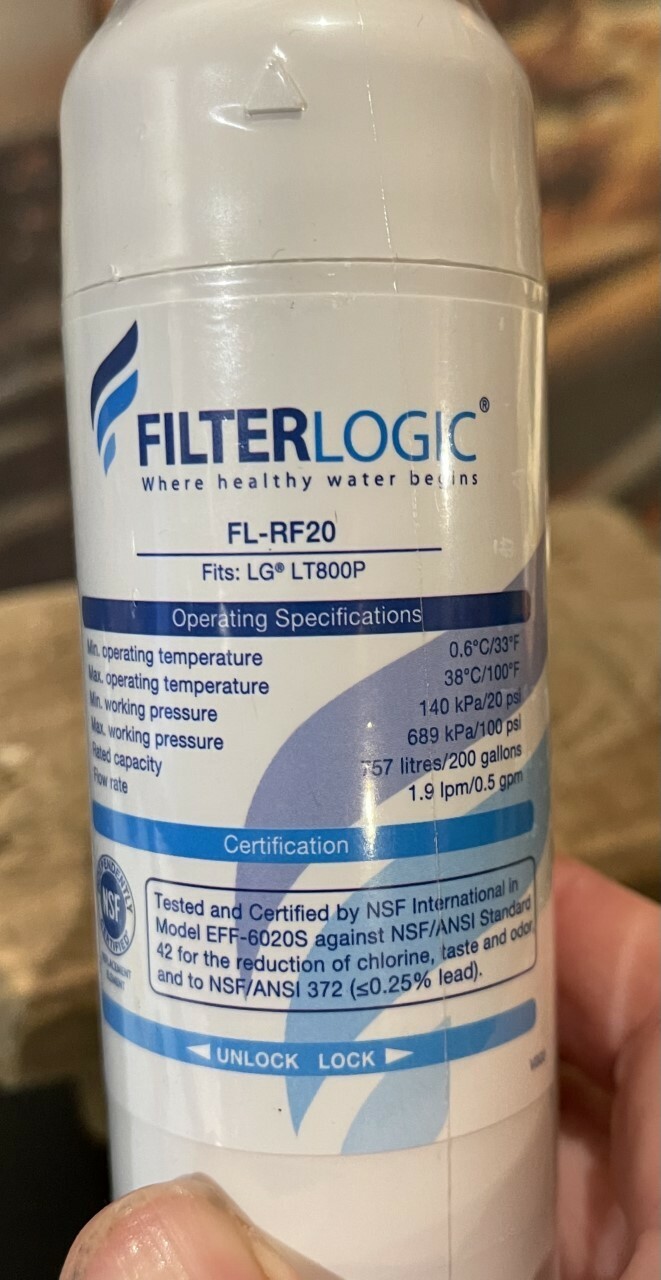 FILTERLOGIC®
Where healthy water begins
FL-RF20
Fits: LG® LT800P
Operating Specifications
Min. operating temperature 0.6°C/33°F
Max. operating temperature 38°C/100°F
Min. working pressure 140 kPa/20 psi
Max. working pressure 689 kPa/100 psi
Rated capacity 757 litres/200 gallons
Flow rate 1.9 lpm/0.5 gpm
Certification
NSF
CERTIFIED
Tested and Certified by NSF International in
Model EFF-6020S against NSF/ANSI Standard
42 for the reduction of chlorine, taste and odor,
and to NSF/ANSI 372 (≤0.25% lead).
UNLOCK LOCK